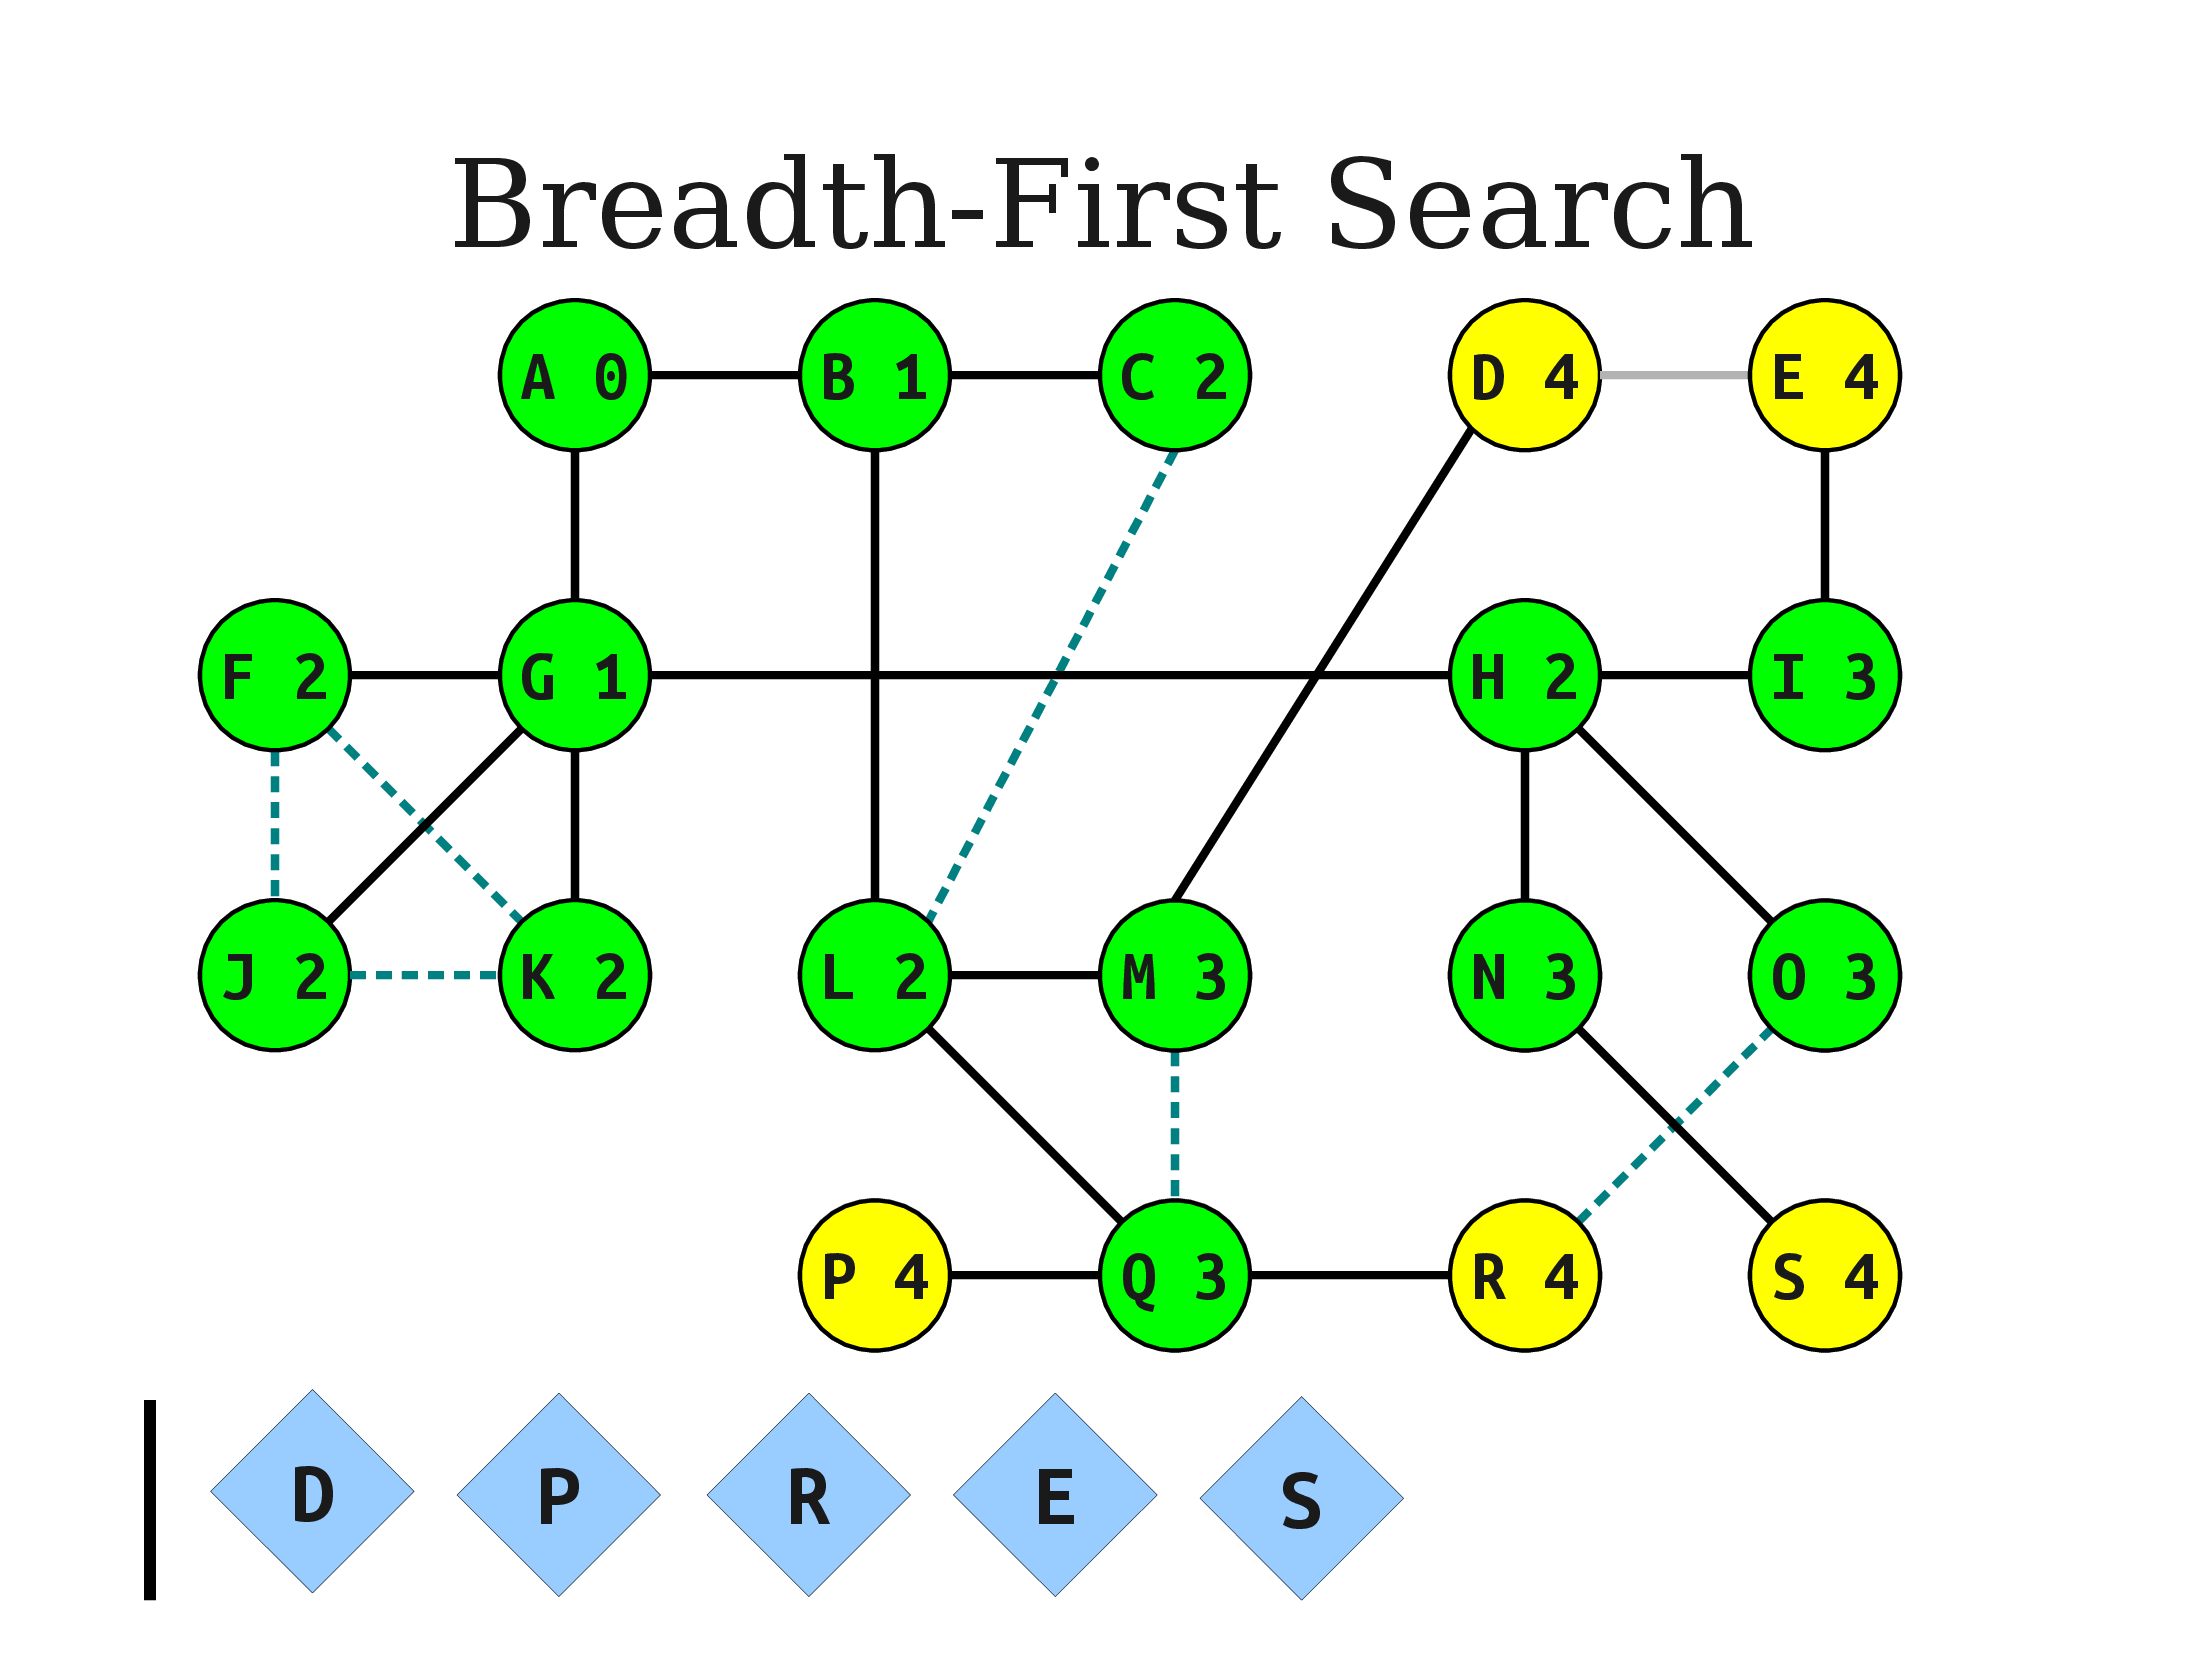 Breadth-First Search
A 0 B 1 C 2 D 4 E 4
F 2 G 1 H 2 I 3
J 2 K 2 L 2 M 3 N 3 O 3
P 4 Q 3 R 4 S 4
D P R E S